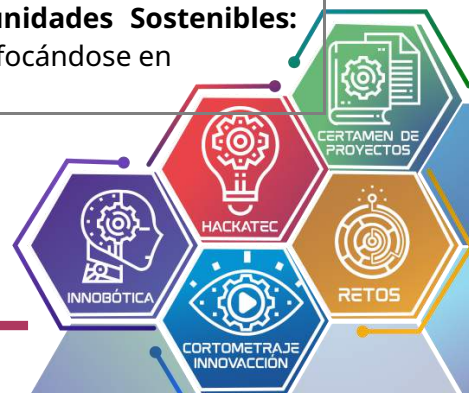 unidades Sostenibles:
focándose en
CERTAMEN DE
PROYECTOS
HACKATEC
INNOBÓTICA
RETOS
CORTOMETRAJE
INNOVACCIÓN